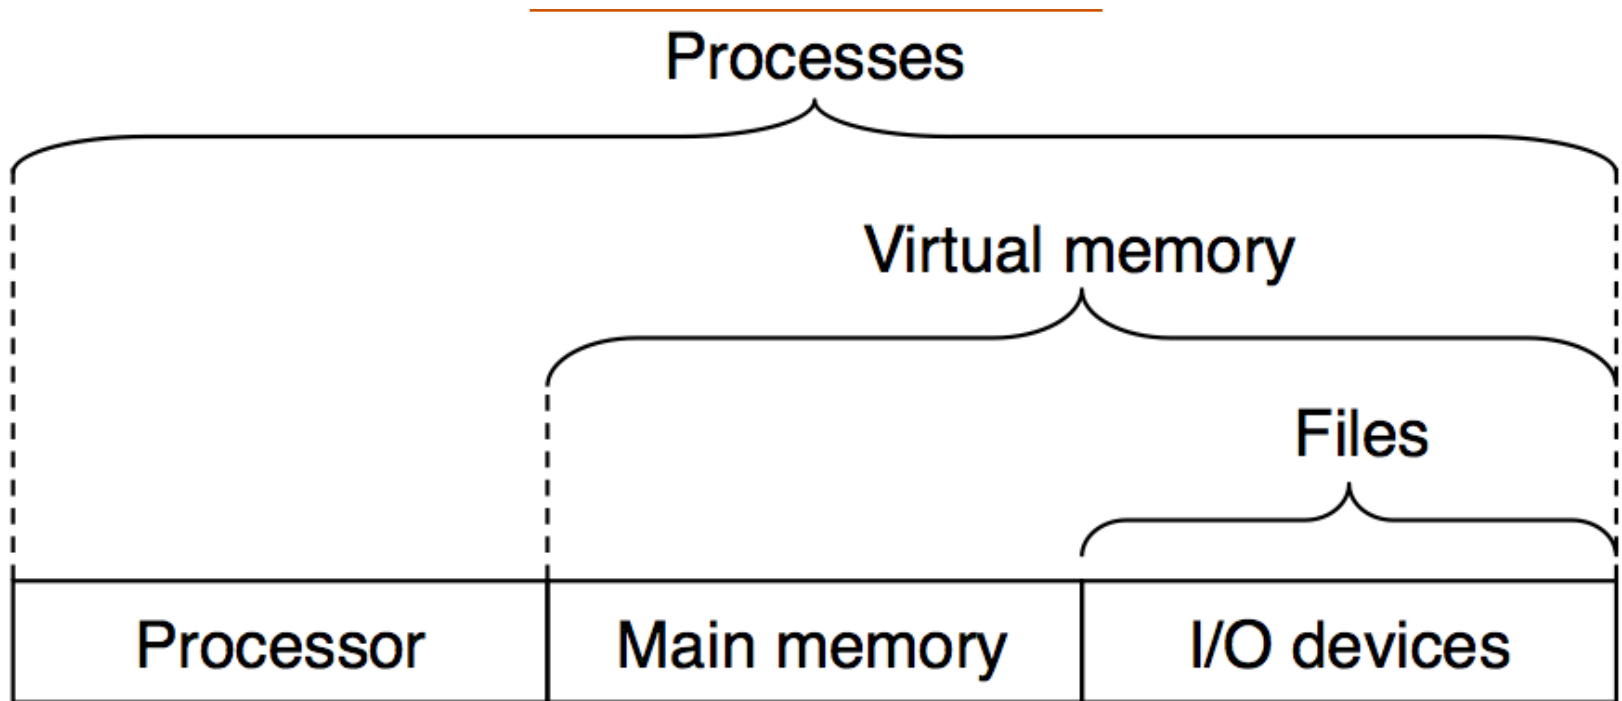 Processes
Virtual memory
Files
Processor
Main memory
I/O devices